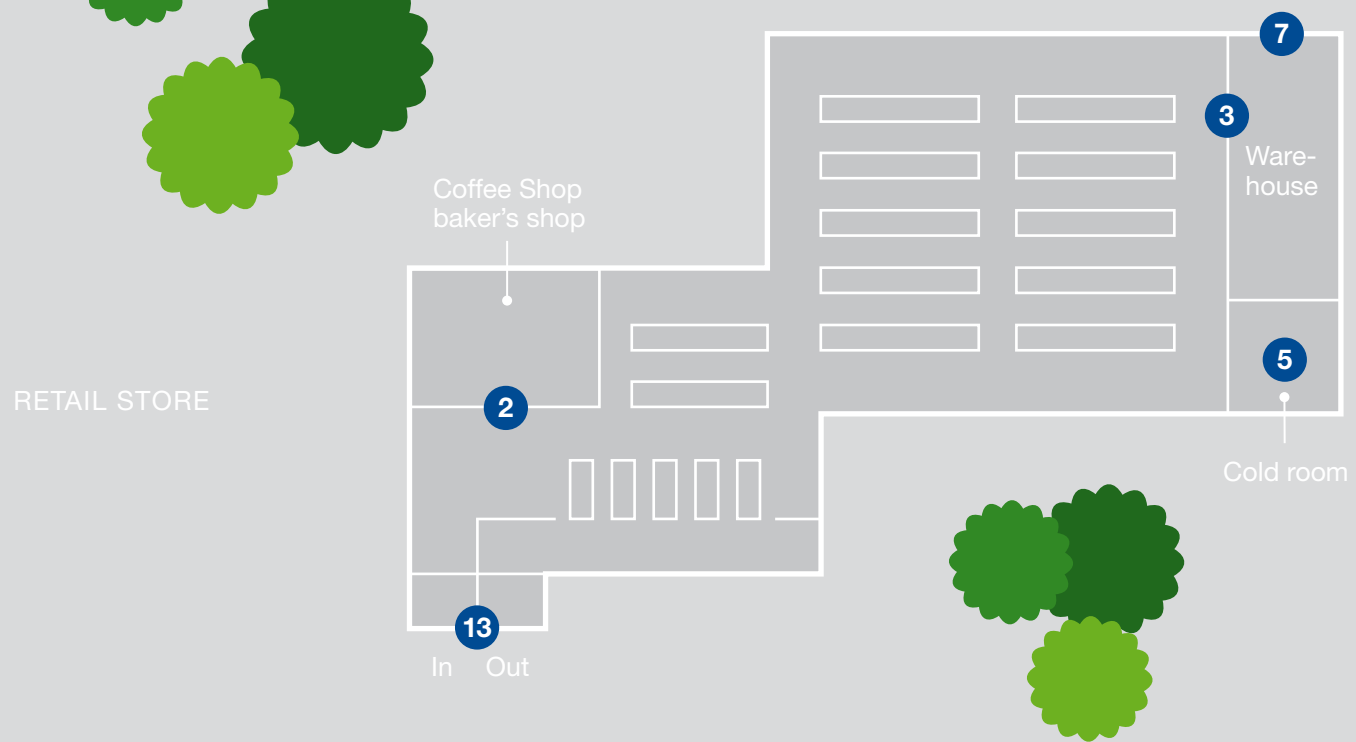 7
3
Ware-
house
Coffee Shop
baker's shop
5
RETAIL STORE
2
Cold room
13
In Out